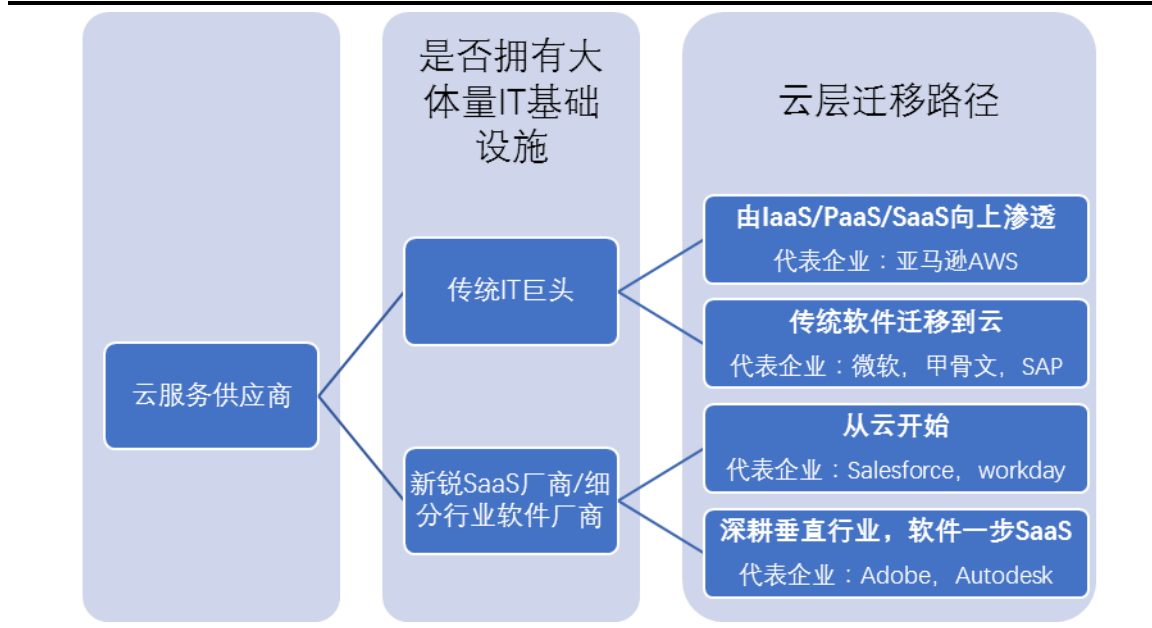 是否拥有大
体量IT基础
设施
云层迁移路径
云服务供应商
传统IT巨头
新锐SaaS厂商/细
分行业软件厂商
由IaaS/PaaS/SaaS向上渗透
代表企业：亚马逊AWS
传统软件迁移到云
代表企业：微软，甲骨文，SAP
从云开始
代表企业：Salesforce，workday
深耕垂直行业，软件一步SaaS
代表企业：Adobe，Autodesk